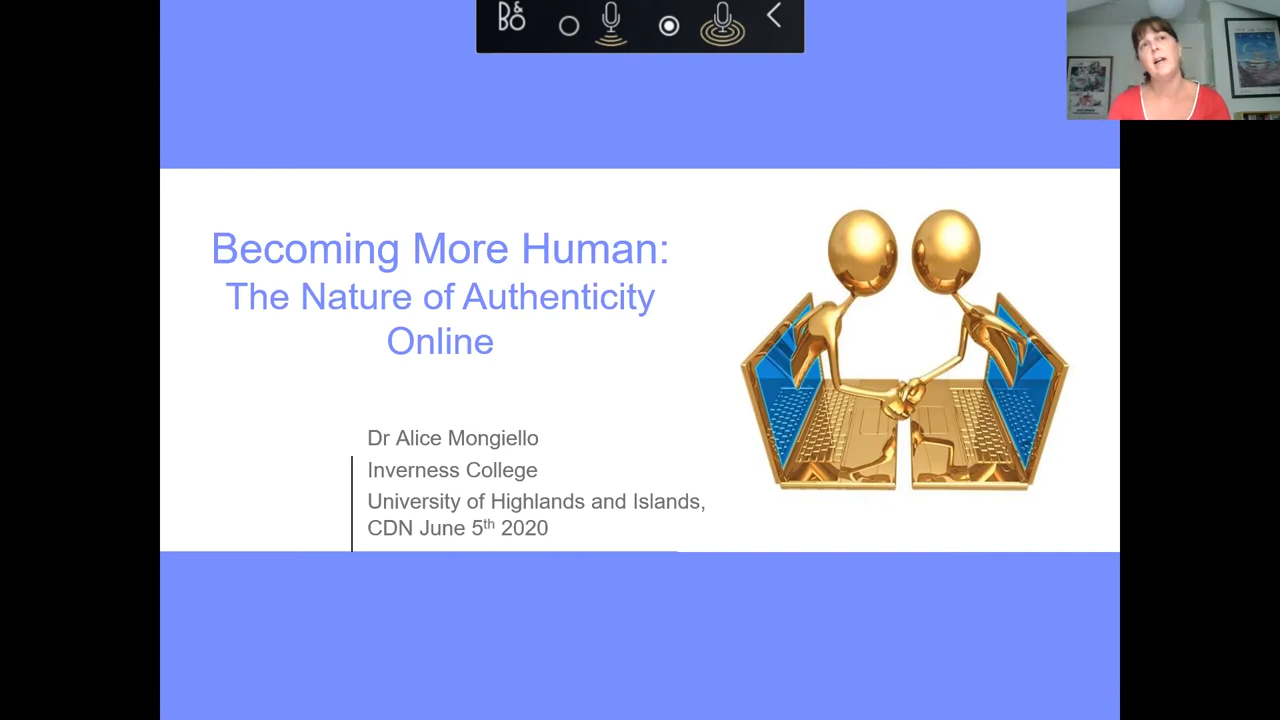 B&O
Becoming More Human:
The Nature of Authenticity
Online
Dr Alice Mongiello
Inverness College
University of Highlands and Islands,
CDN June 5th 2020